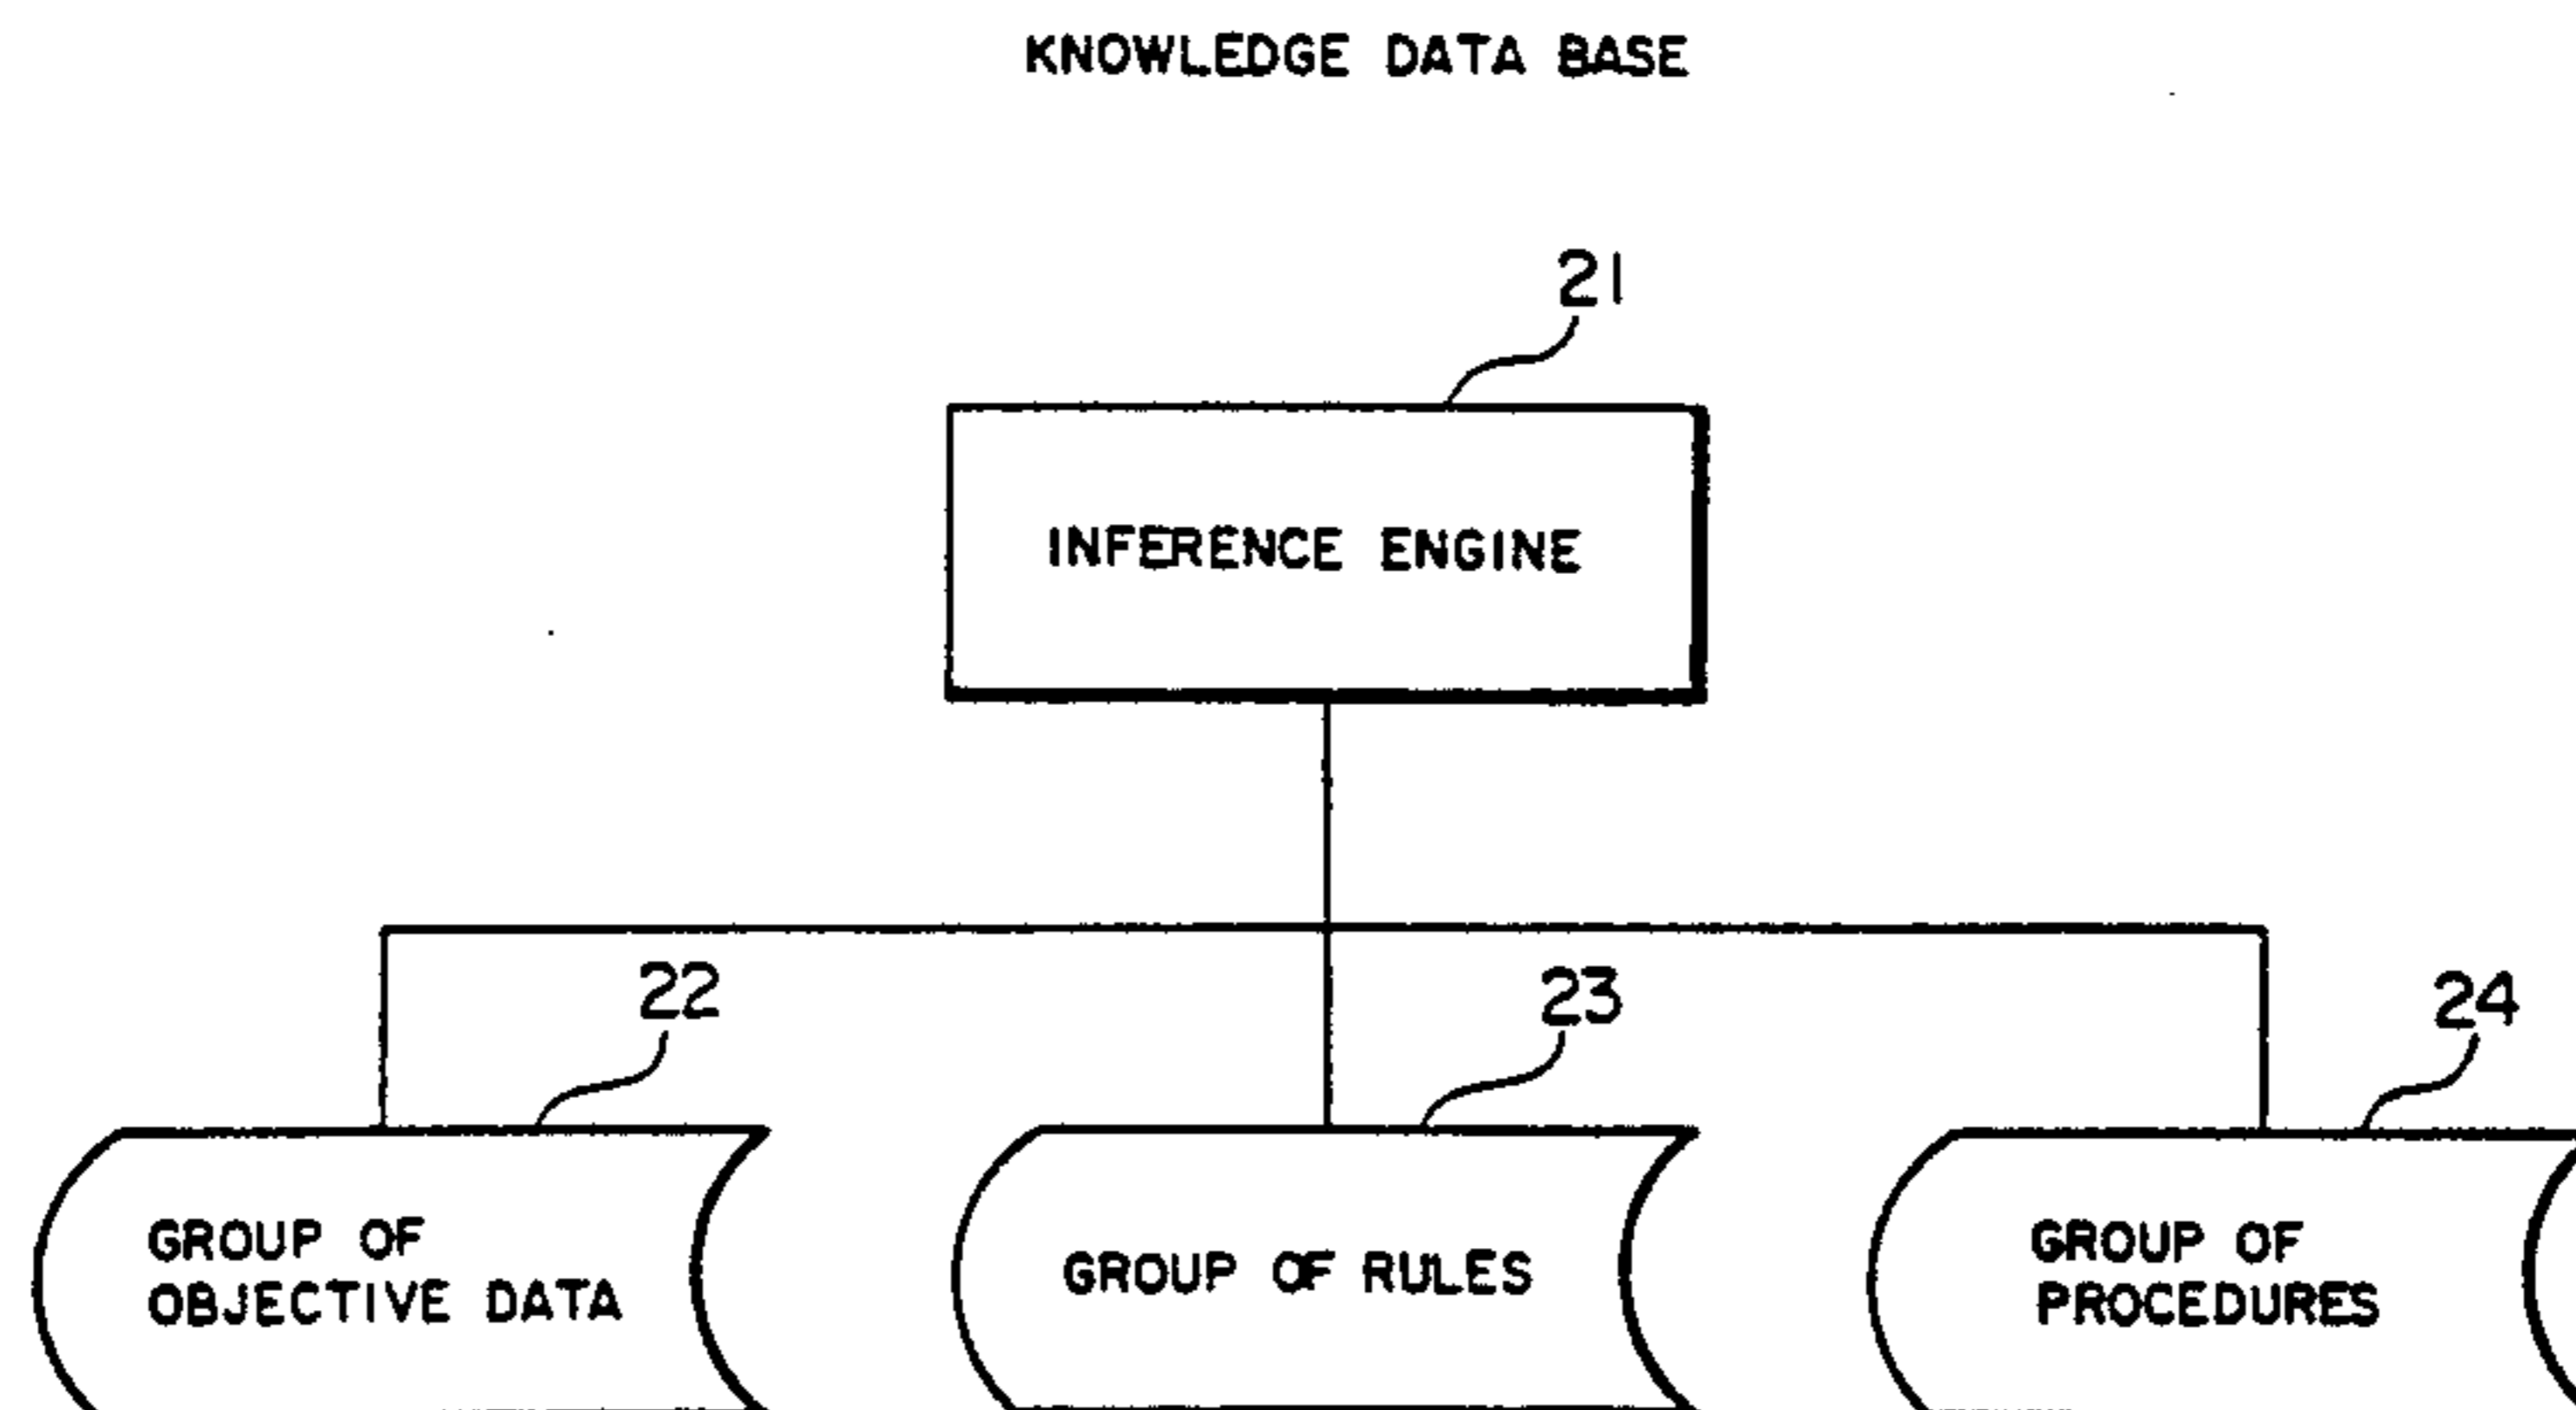 KNOWLEDGE DATA BASE
21
INFERENCE ENGINE
22
23
24
GROUP OF
OBJECTIVE DATA
GROUP OF RULES
GROUP OF
PROCEDURES